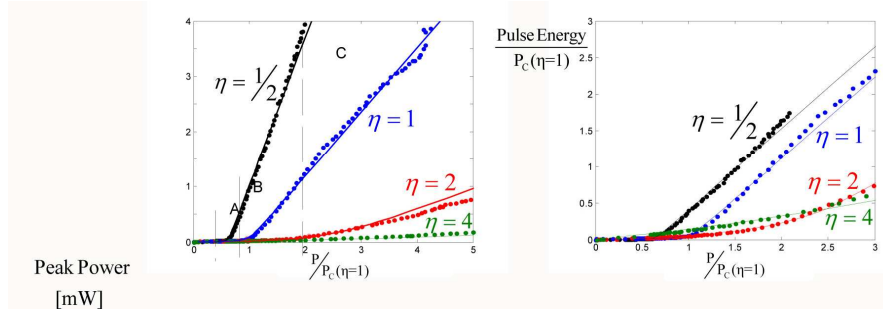 4
3
2
1
0
0
1
2
3
4
5
A
B
C
η = 1/2
η = 1
η = 2
η = 4
P/P_C(η=1)
Peak Power
[mW]
Pulse Energy
P_C(η=1)
3
2.5
2
1.5
1
0.5
0
0
0.5
1
1.5
2
2.5
3
η = 1/2
η = 1
η = 2
η = 4
P/P_C(η=1)